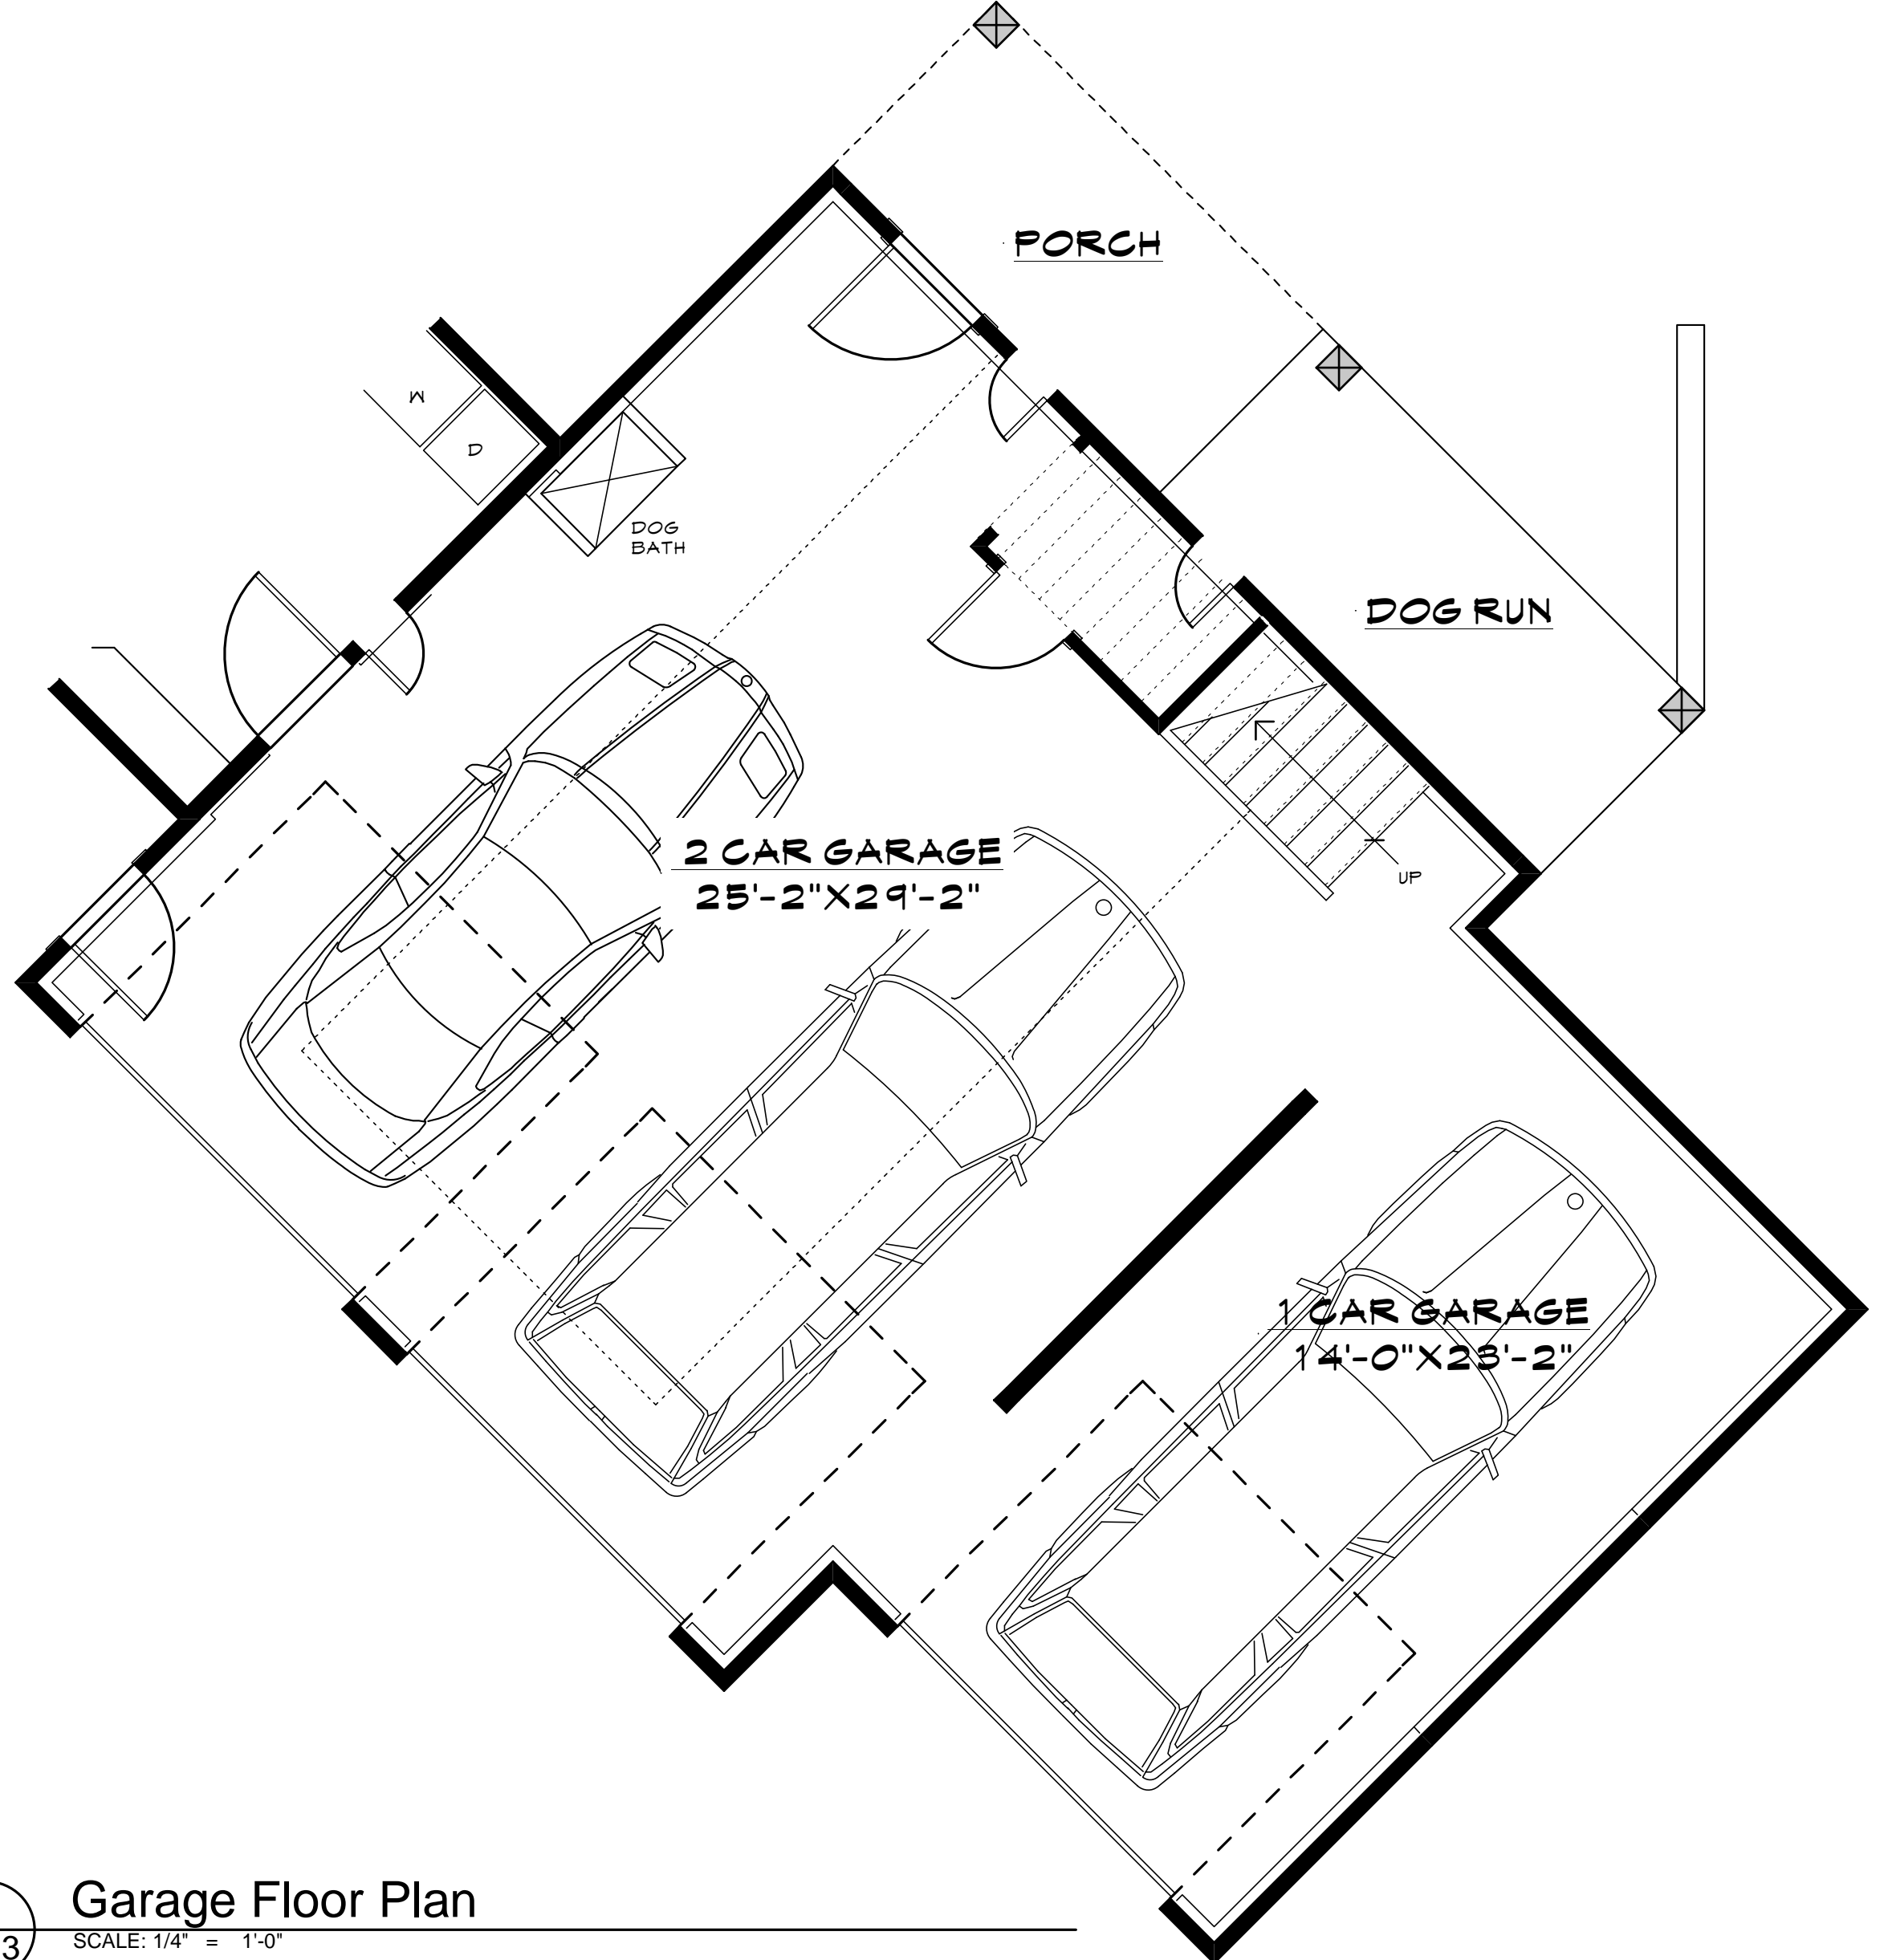 PORCH
W
D
DOG
BATH
DOG RUN
2 CAR GARAGE
25'-2"X29'-2"
UP
1 CAR GARAGE
14'-0"X23'-2"
Garage Floor Plan
SCALE: 1/4" = 1'-0"
3